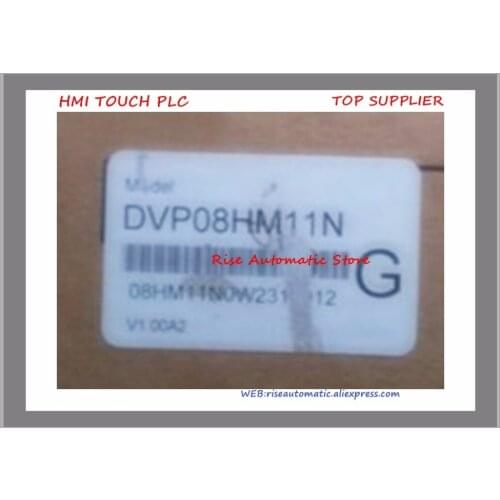 HMI TOUCH PLC
TOP SUPPLIER
Model
DVP08HM11N
Rise Automatic Store
G
V1.00A2
WEB:riseautomatic.aliexpress.com